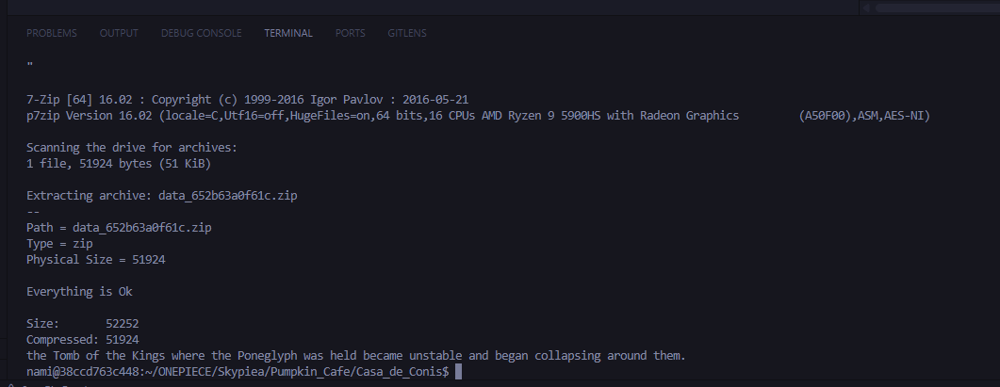 PROBLEMS OUTPUT DEBUG CONSOLE TERMINAL PORTS GITLENS
"
7-Zip [64] 16.02 : Copyright (c) 1999-2016 Igor Pavlov : 2016-05-21
p7zip Version 16.02 (locale=C,Utf16=off,HugeFiles=on,64 bits,16 CPUs AMD Ryzen 9 5900HS with Radeon Graphics (A50F00),ASM,AES-NI)
Scanning the drive for archives:
1 file, 51924 bytes (51 KiB)
Extracting archive: data_652b63a0f61c.zip
--
Path = data_652b63a0f61c.zip
Type = zip
Physical Size = 51924
Everything is Ok
Size: 52252
Compressed: 51924
the Tomb of the Kings where the Poneglyph was held became unstable and began collapsing around them.
nami@38ccd763c448:~/ONEPIECE/Skypiea/Pumpkin_Cafe/Casa_de_Conis$